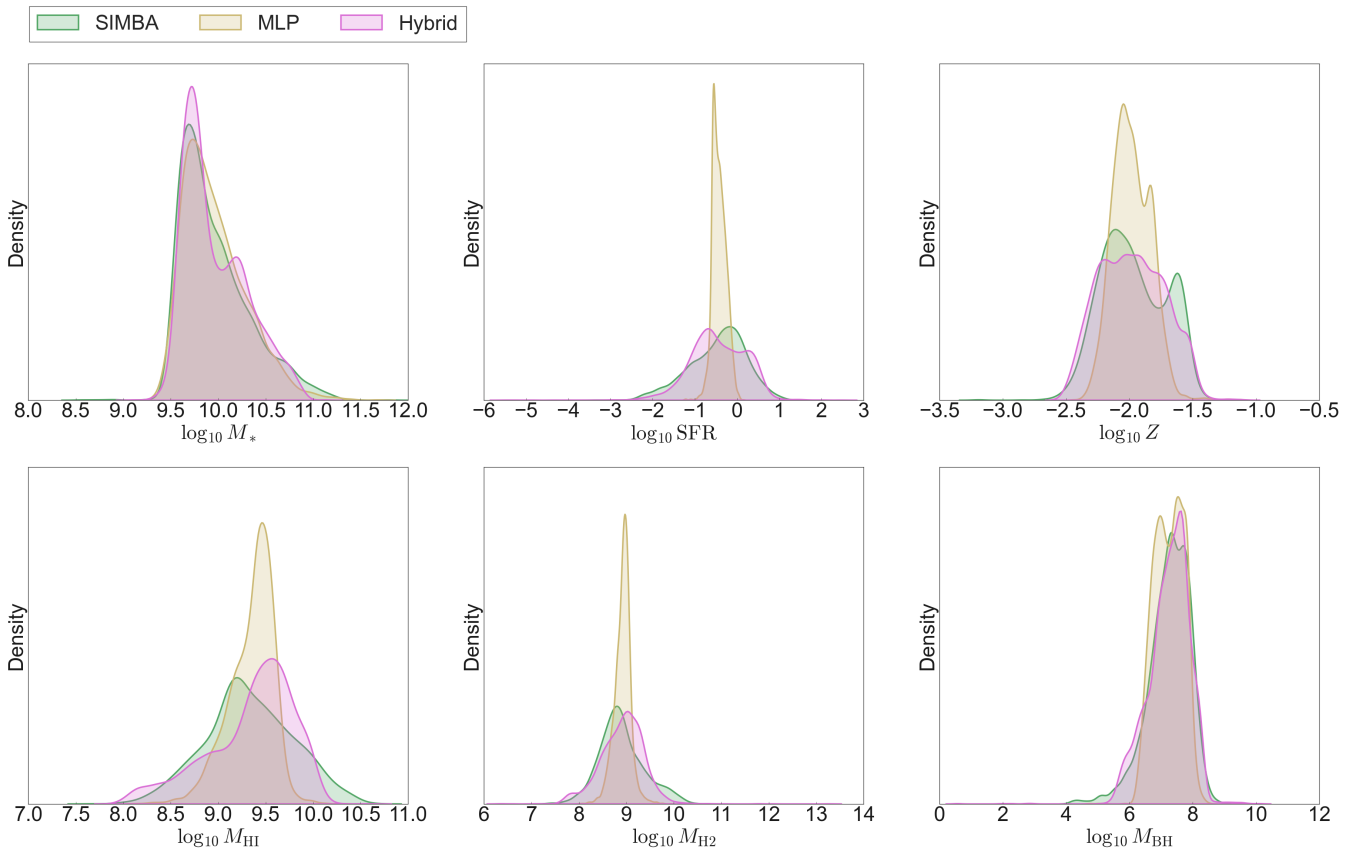 SIMBA MLP Hybrid
Density
8.0 8.5 9.0 9.5 10.0 10.5 11.0 11.5 12.0
log10 M*
Density
−6 −5 −4 −3 −2 −1 0 1 2 3
log10 SFR
Density
−3.5 −3.0 −2.5 −2.0 −1.5 −1.0 −0.5
log10 Z
Density
7.0 7.5 8.0 8.5 9.0 9.5 10.0 10.5 11.0
log10 MHI
Density
6 7 8 9 10 11 12 13 14
log10 MH2
Density
0 2 4 6 8 10 12
log10 MBH